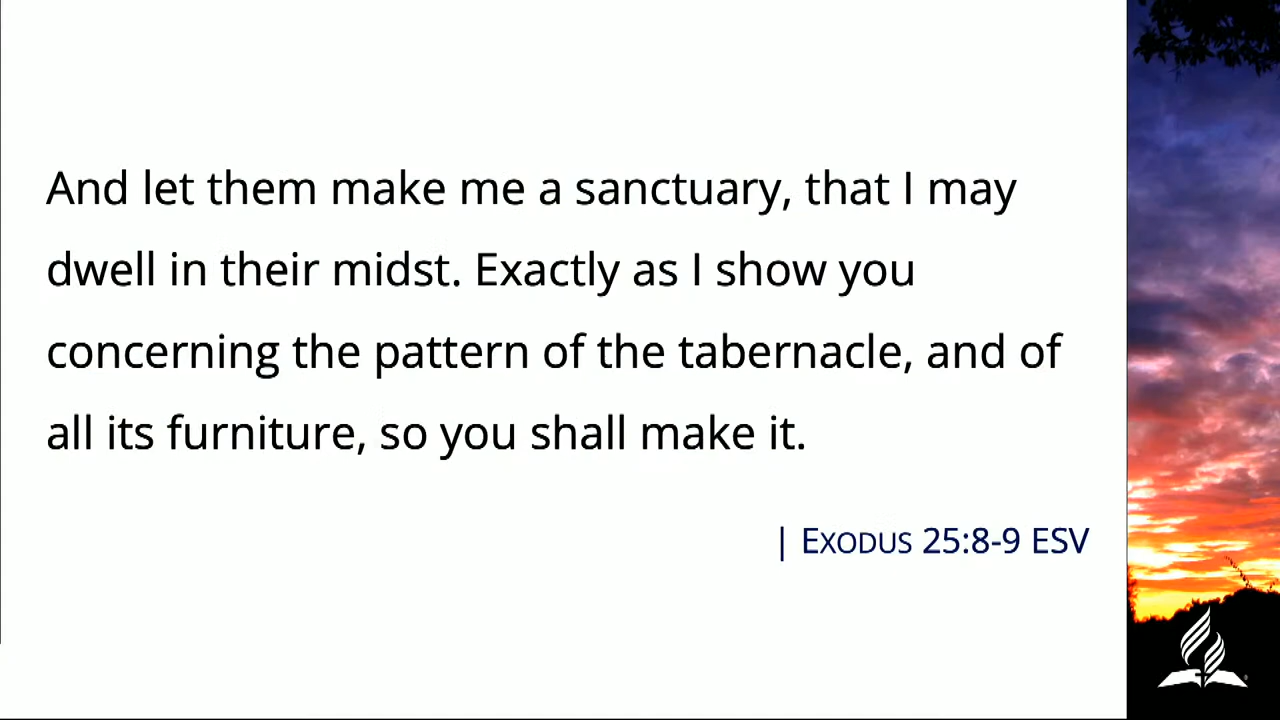 And let them make me a sanctuary, that I may
dwell in their midst. Exactly as I show you
concerning the pattern of the tabernacle, and of
all its furniture, so you shall make it.
| EXODUS 25:8-9 ESV